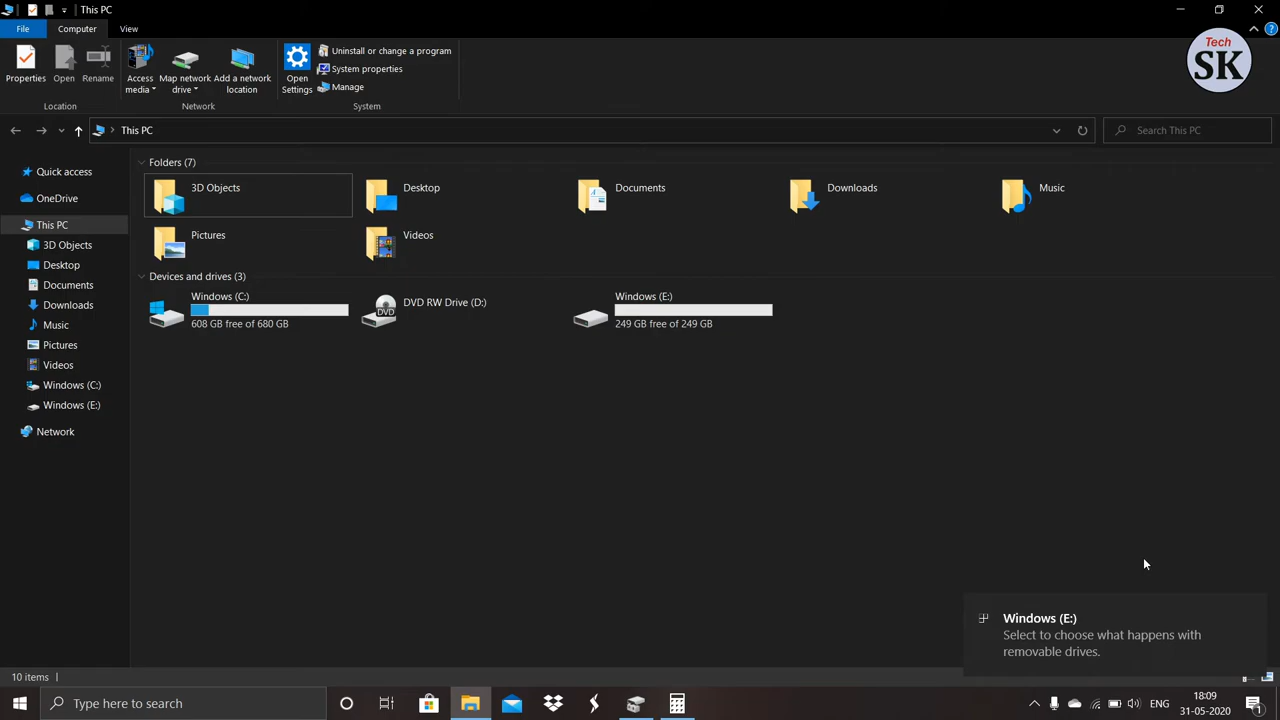 This PC
File
Computer
View
Tech
SK
Properties
Open
Rename
Access media
Map network drive
Add a network location
Open Settings
Uninstall or change a program
System properties
Manage
Location
Network
System
This PC
Search This PC
Quick access
OneDrive
This PC
3D Objects
Desktop
Documents
Downloads
Music
Pictures
Videos
Windows (C:)
Windows (E:)
Network
Folders (7)
3D Objects
Desktop
Documents
Downloads
Music
Pictures
Videos
Devices and drives (3)
Windows (C:)
608 GB free of 680 GB
DVD
DVD RW Drive (D:)
Windows (E:)
249 GB free of 249 GB
Windows (E:)
Select to choose what happens with
removable drives.
10 items
Type here to search
ENG
18:09
31-05-2020
1